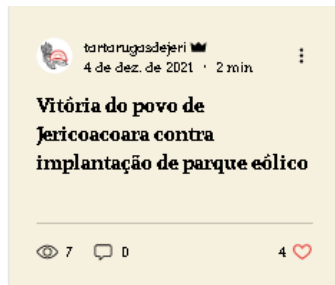 tartarugasdejeri
4 de dez. de 2021 · 2 min
Vitória do povo de
Jericoacoara contra
implantação de parque eólico
7 0 4